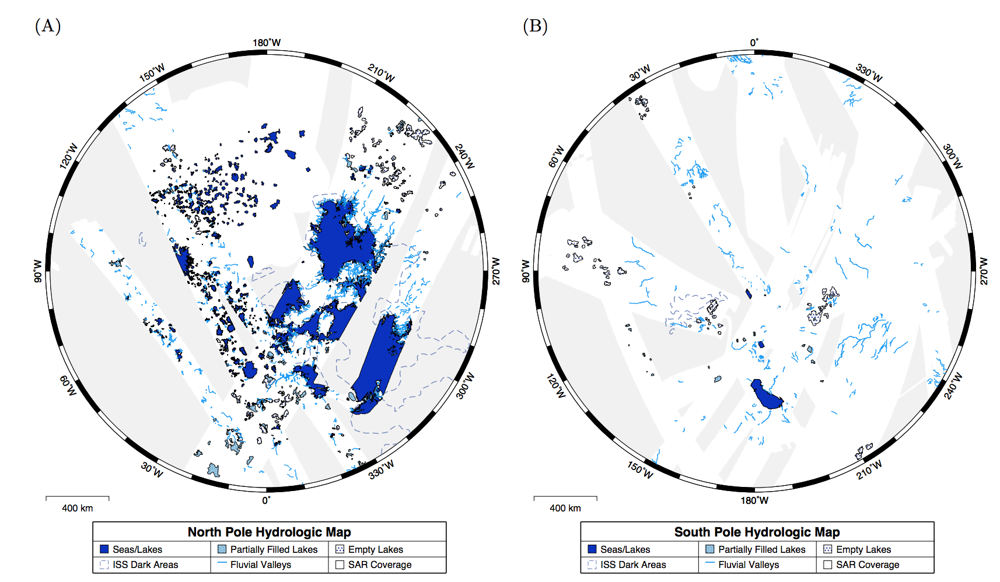 (A)
(B)
180°W
150°W
210°W
120°W
240°W
90°W
270°W
60°W
300°W
30°W
330°W
0°
400 km
North Pole Hydrologic Map
Seas/Lakes
Partially Filled Lakes
Empty Lakes
ISS Dark Areas
Fluvial Valleys
SAR Coverage
0°
30°W
330°W
60°W
300°W
90°W
270°W
120°W
240°W
150°W
210°W
180°W
400 km
South Pole Hydrologic Map
Seas/Lakes
Partially Filled Lakes
Empty Lakes
ISS Dark Areas
Fluvial Valleys
SAR Coverage